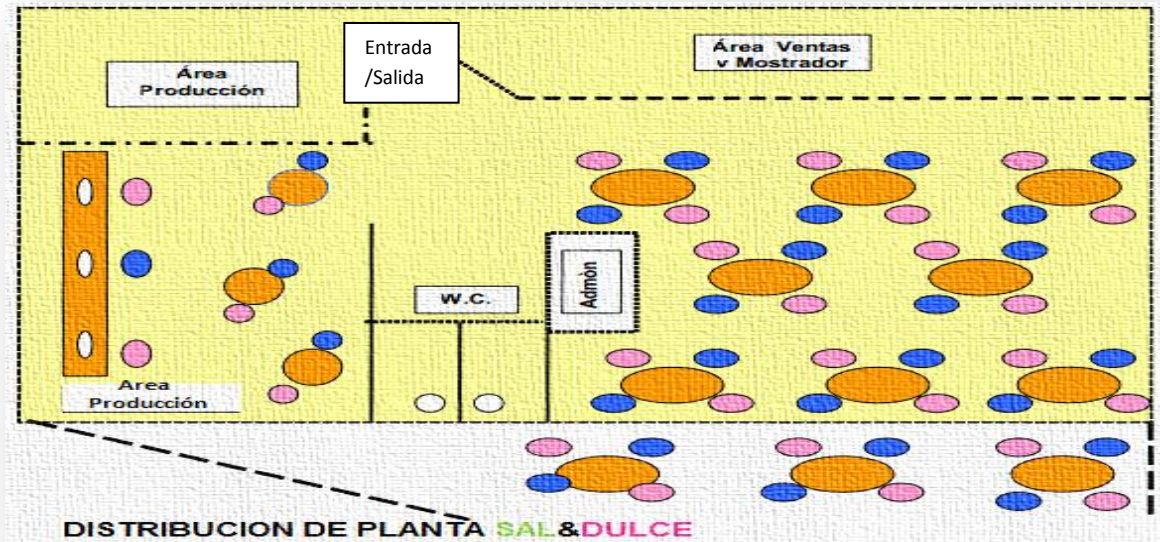 Entrada
/Salida
Área Ventas
y Mostrador
Área
Producción
W.C.
Admòn
Area
Producción
DISTRIBUCION DE PLANTA SAL&DULCE